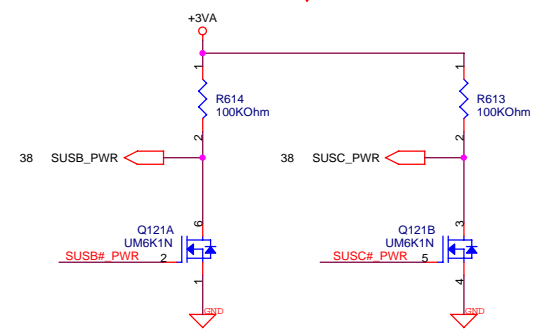 +3VA
1
1
R614
100KOhm
R613
100KOhm
2
2
38 SUSB_PWR
38 SUSC_PWR
6
3
Q121A
UM6K1N
Q121B
UM6K1N
SUSB#_PWR 2
SUSC#_PWR 5
1
4
GND
GND